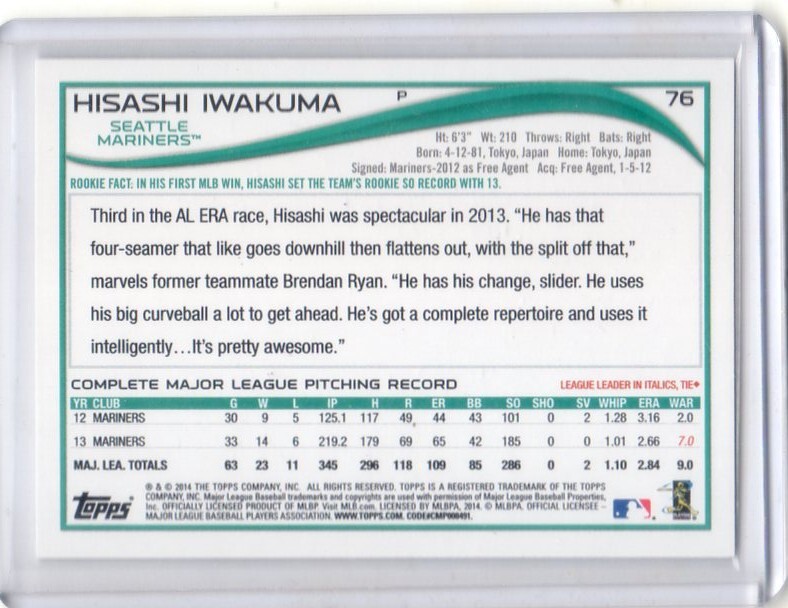 HISASHI IWAKUMA P 76
SEATTLE
MARINERS™
Ht: 6'3" Wt: 210 Throws: Right Bats: Right
Born: 4-12-81, Tokyo, Japan Home: Tokyo, Japan
Signed: Mariners-2012 as Free Agent Acq: Free Agent, 1-5-12
ROOKIE FACT: IN HIS FIRST MLB WIN, HISASHI SET THE TEAM'S ROOKIE SO RECORD WITH 13.
Third in the AL ERA race, Hisashi was spectacular in 2013. “He has that
four-seamer that like goes downhill then flattens out, with the split off that,”
marvels former teammate Brendan Ryan. “He has his change, slider. He uses
his big curveball a lot to get ahead. He's got a complete repertoire and uses it
intelligently…It's pretty awesome.”
COMPLETE MAJOR LEAGUE PITCHING RECORD LEAGUE LEADER IN ITALICS, TIE♦
YR CLUB G W L IP H R ER BB SO SHO SV WHIP ERA WAR
12 MARINERS 30 9 5 125.1 117 49 44 43 101 0 2 1.28 3.16 2.0
13 MARINERS 33 14 6 219.2 179 69 65 42 185 0 0 1.01 2.66 7.0
MAJ. LEA. TOTALS 63 23 11 345 296 118 109 85 286 0 2 1.10 2.84 9.0
Topps®
® & © 2014 THE TOPPS COMPANY, INC. ALL RIGHTS RESERVED. TOPPS IS A REGISTERED TRADEMARK OF THE TOPPS
COMPANY, INC. Major League Baseball trademarks and copyrights are used with permission of Major League Baseball Properties,
Inc. OFFICIALLY LICENSED PRODUCT OF MLBP Visit MLB.com. LICENSED BY MLBPA, 2014. © MLBPA. OFFICIAL LICENSEE –
MAJOR LEAGUE BASEBALL PLAYERS ASSOCIATION. WWW.TOPPS.COM. CODE#CMP008491.